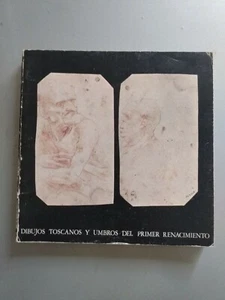 DIBUJOS TOSCANOS Y UMBROS DEL PRIMER RENACIMIENTO